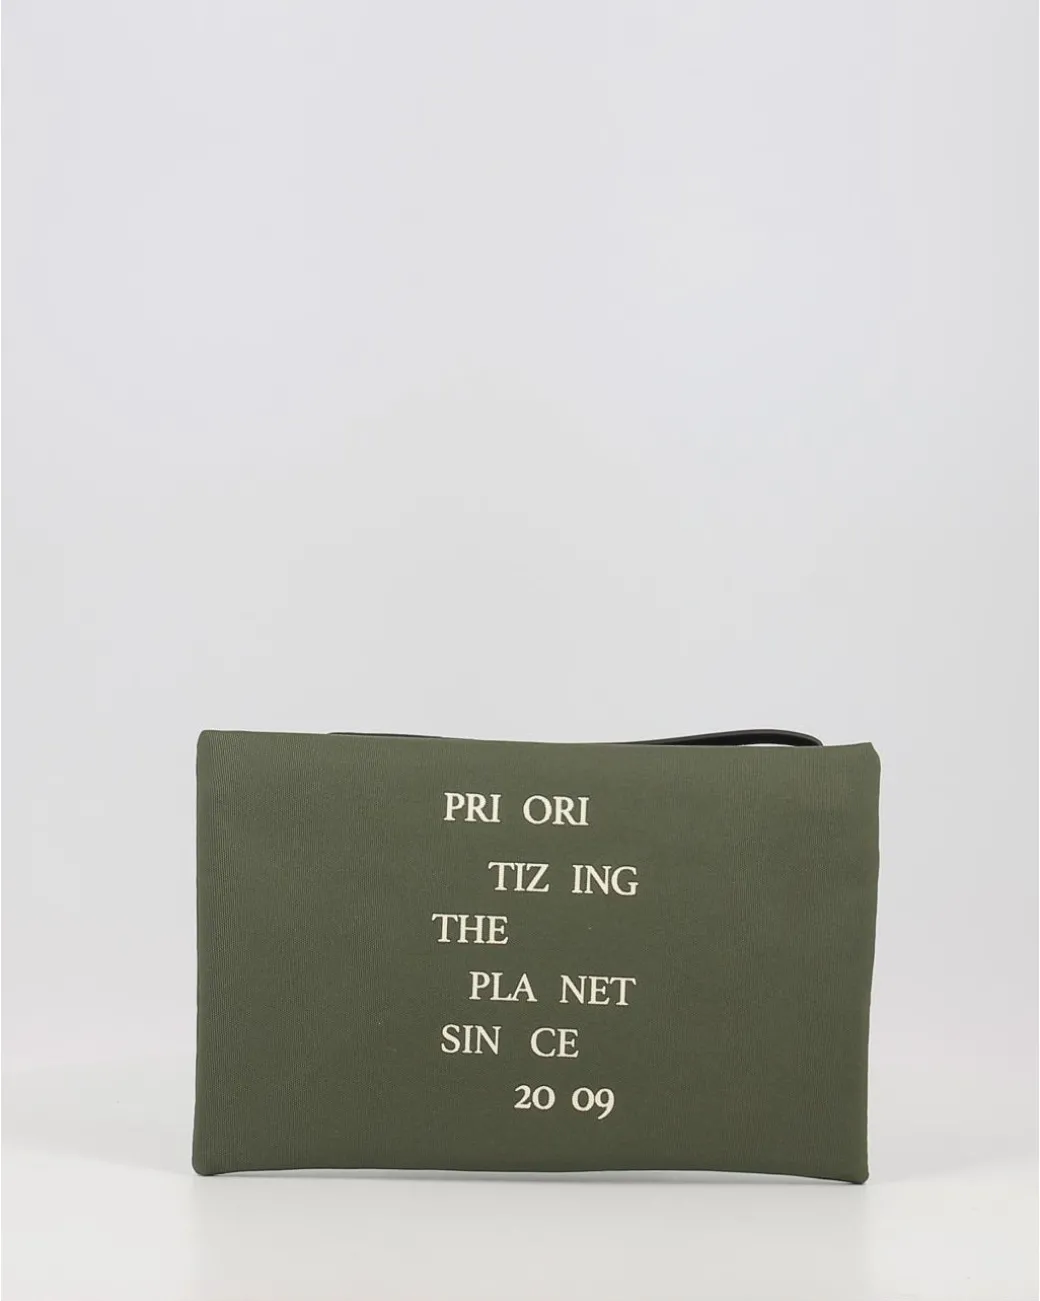 PRI ORI
TIZ ING
THE
PLA NET
SIN CE
20 09